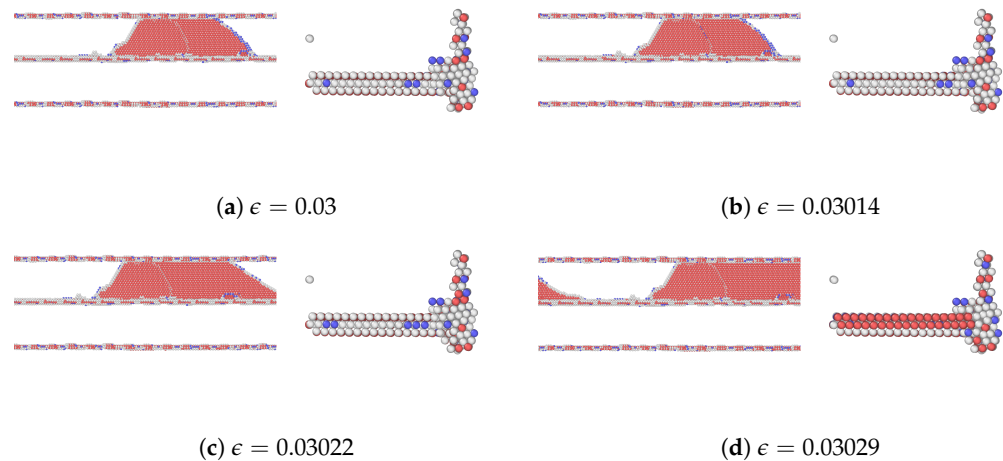 (a) ϵ = 0.03
(b) ϵ = 0.03014
(c) ϵ = 0.03022
(d) ϵ = 0.03029